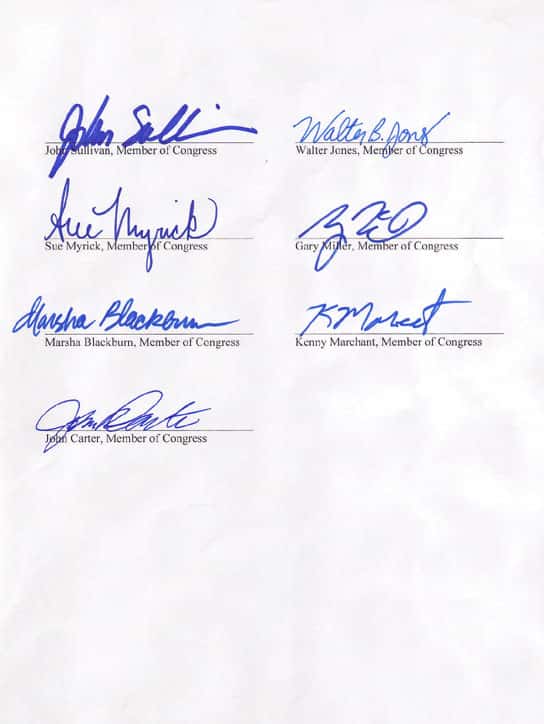 John Sullivan
Walter B. Jones
John Sullivan, Member of Congress
Walter Jones, Member of Congress
Sue Myrick
Sue Myrick, Member of Congress
Gary Miller, Member of Congress
Marsha Blackburn
K Marchant
Marsha Blackburn, Member of Congress
Kenny Marchant, Member of Congress
John R Carter
John Carter, Member of Congress